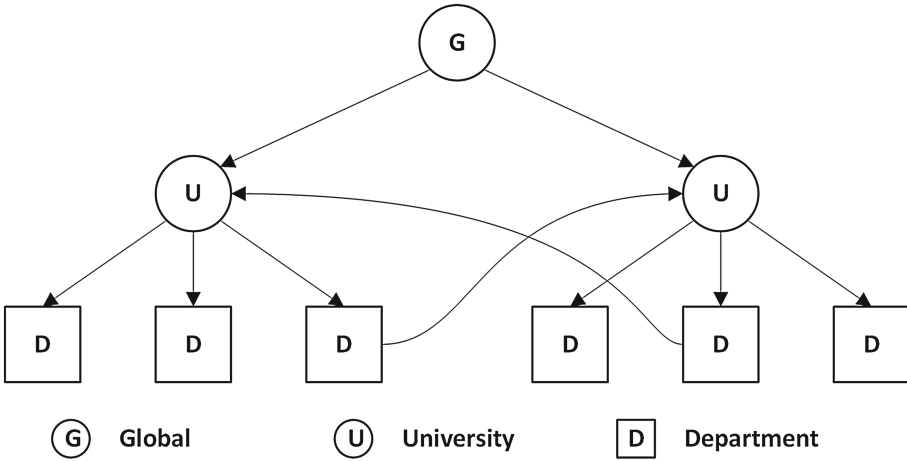 G
U U
D D D D D D
G Global U University D Department